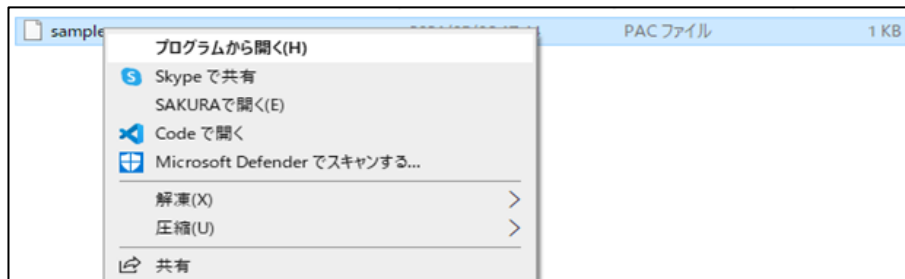 sample
PAC ファイル
1 KB
プログラムから開く(H)
Skype で共有
SAKURAで開く(E)
Code で開く
Microsoft Defender でスキャンする...
解凍(X)
圧縮(U)
共有